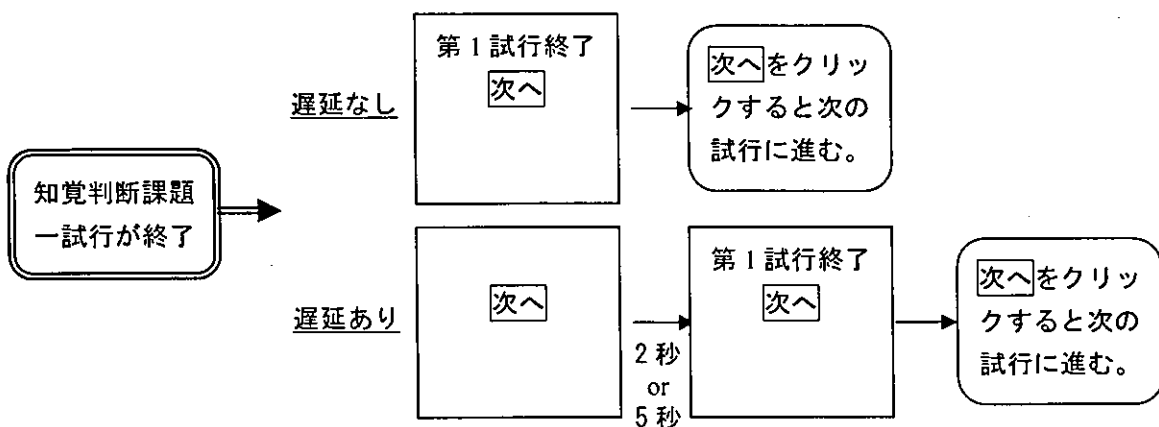 知覚判断課題
一試行が終了
遅延なし
第1試行終了
次へ
次へをクリッ
クすると次の
試行に進む。
遅延あり
次へ
2秒
or
5秒
第1試行終了
次へ
次へをクリッ
クすると次の
試行に進む。